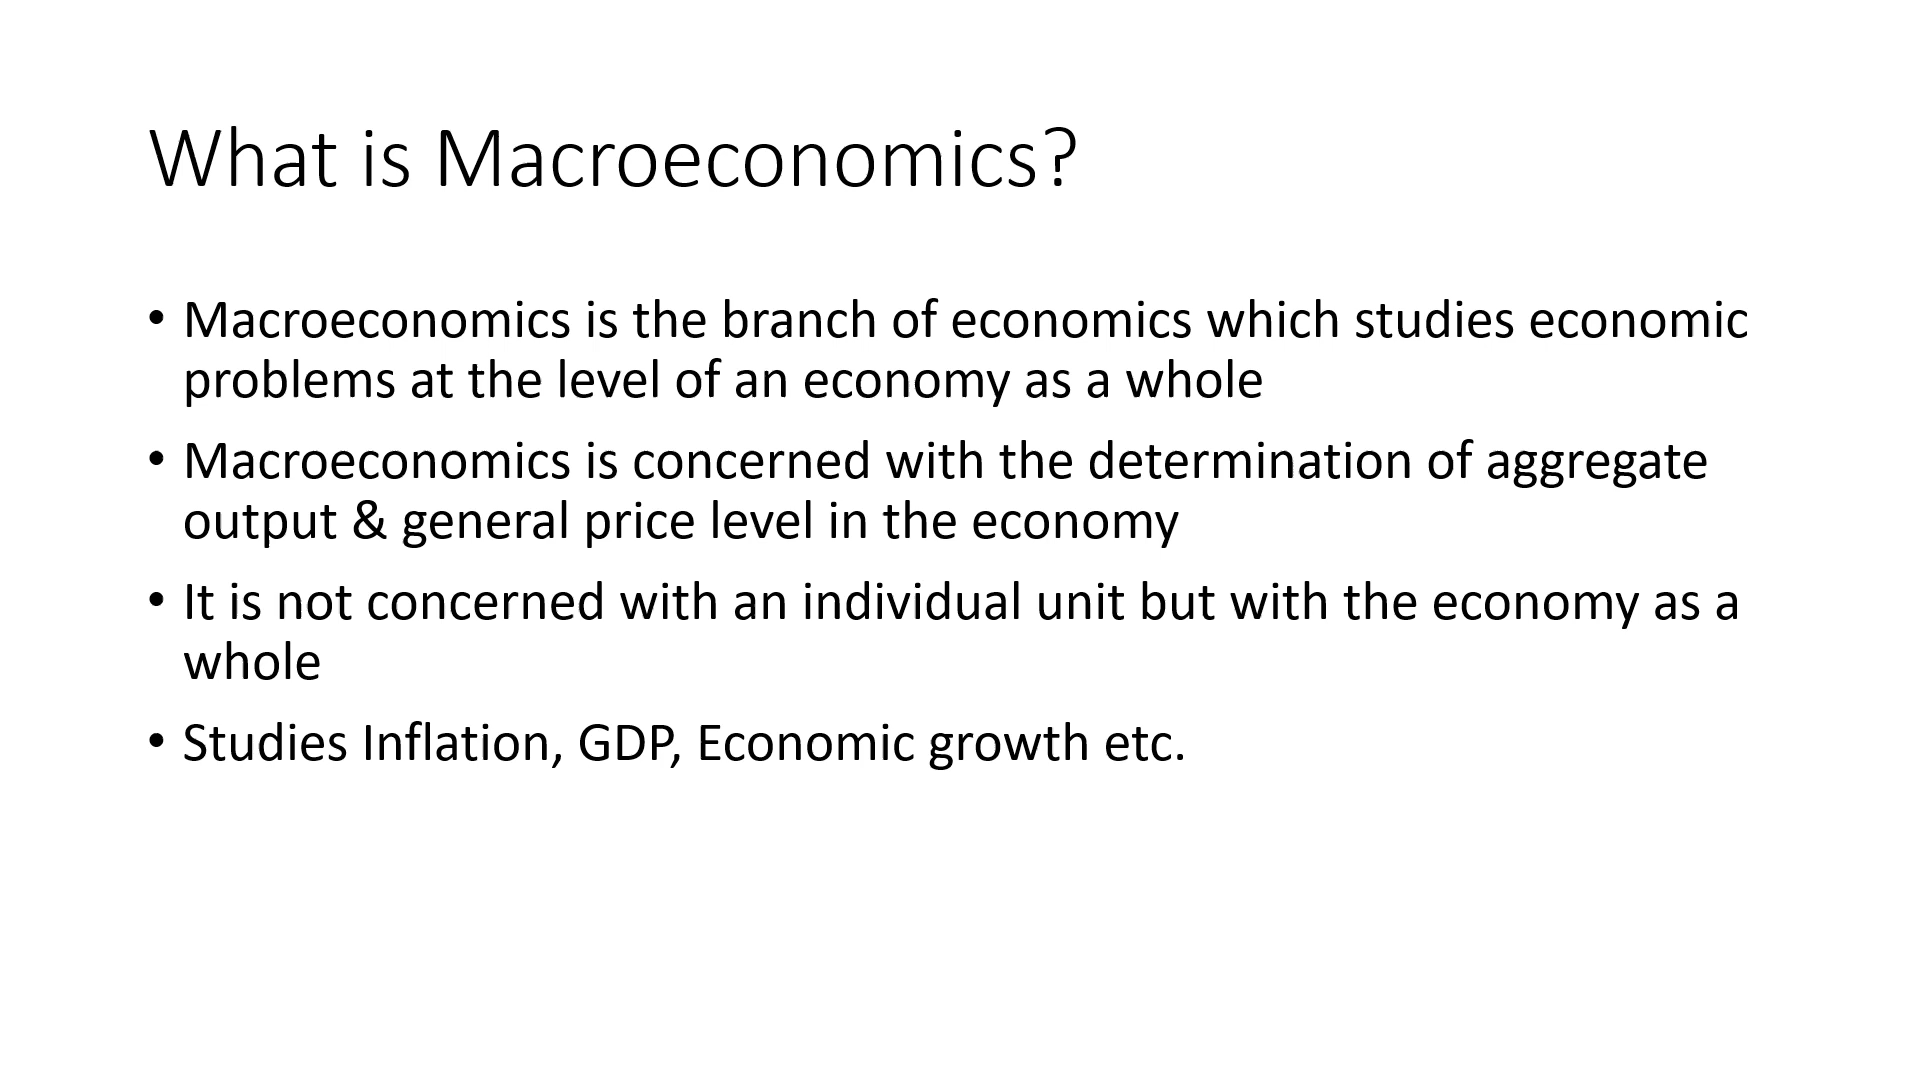 What is Macroeconomics?
• Macroeconomics is the branch of economics which studies economic
problems at the level of an economy as a whole
• Macroeconomics is concerned with the determination of aggregate
output & general price level in the economy
• It is not concerned with an individual unit but with the economy as a
whole
• Studies Inflation, GDP, Economic growth etc.